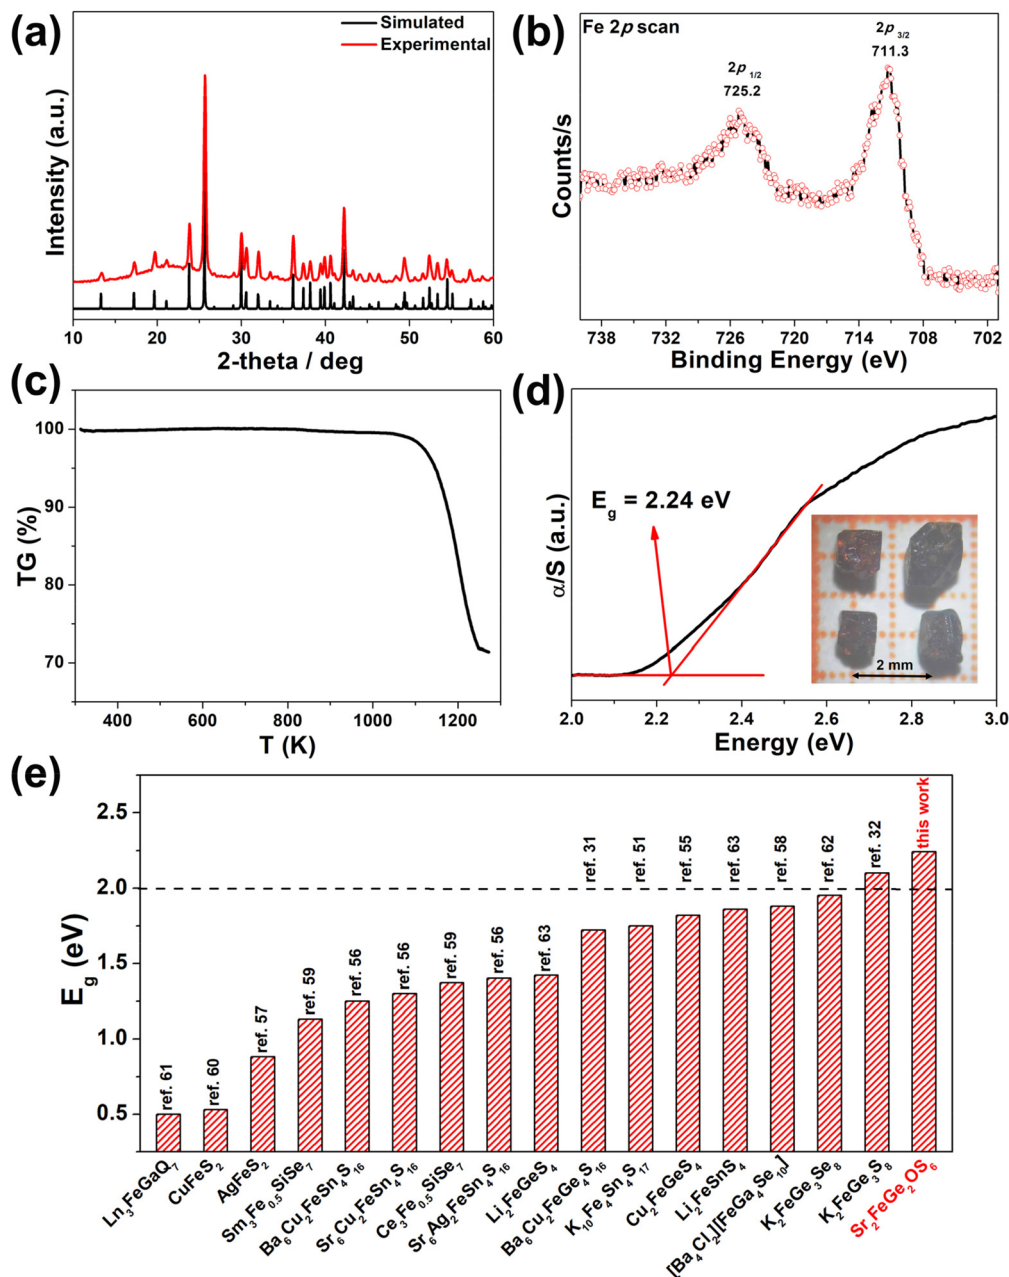 (a)
Simulated
Experimental
Intensity (a.u.)
10 20 30 40 50 60
2-theta / deg
(b)
Fe 2p scan
2p 3/2
711.3
2p 1/2
725.2
Counts/s
738 732 726 720 714 708 702
Binding Energy (eV)
(c)
100
90
80
70
TG (%)
400 600 800 1000 1200
T (K)
(d)
α/S (a.u.)
Eg = 2.24 eV
2 mm
2.0 2.2 2.4 2.6 2.8 3.0
Energy (eV)
(e)
2.5
2.0
1.5
1.0
0.5
Eg (eV)
ref. 61
ref. 60
ref. 57
ref. 59
ref. 56
ref. 56
ref. 59
ref. 56
ref. 63
ref. 31
ref. 51
ref. 55
ref. 63
ref. 58
ref. 62
ref. 32
this work
Ln3FeGaQ7
CuFeS2
AgFeS2
Sm3Fe0.5SiSe7
Ba6Cu2FeSn4S16
Sr6Cu2FeSn4S16
Ce3Fe0.5SiSe7
Sr6Ag2FeSn4S16
Li2FeGeS4
Ba6Cu2FeGe4S16
K10Fe4Sn4S17
Cu2FeGeS4
Li2FeSnS4
[Ba4Cl2][FeGa4Se10]
K2FeGe3Se8
K2FeGe3S8
Sr2FeGe2OS6